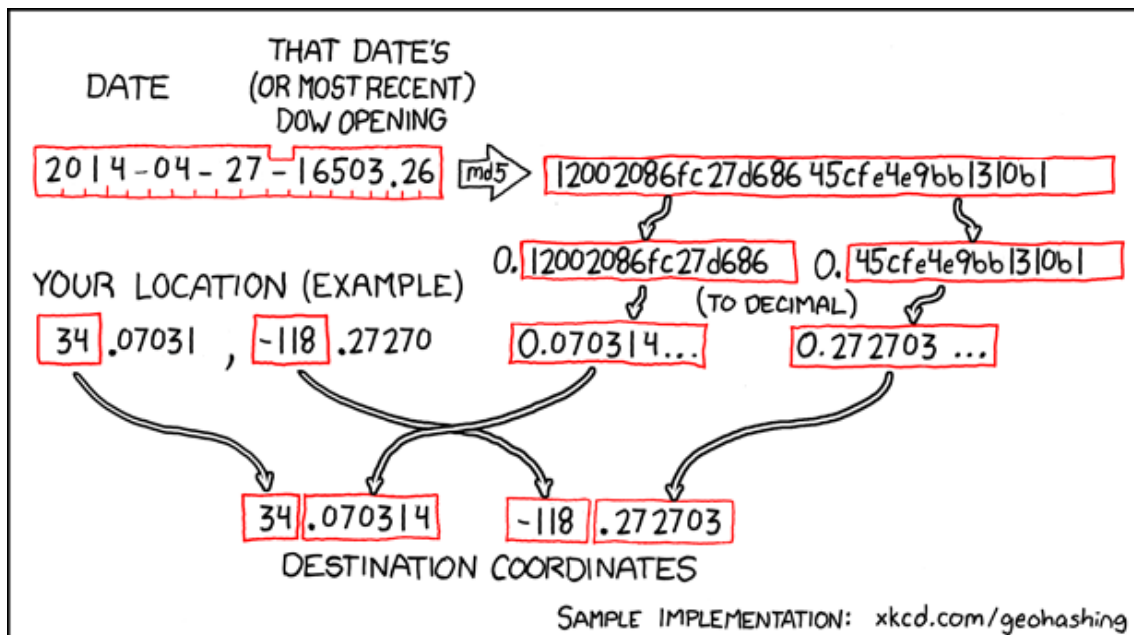 DATE
THAT DATE'S
(OR MOST RECENT)
DOW OPENING
2014-04-27-16503.26
md5
12002086fc27d68645cfe4e9bb1310b1
0.12002086fc27d686
0.45cfe4e9bb1310b1
(TO DECIMAL)
YOUR LOCATION (EXAMPLE)
34.07031, -118.27270
0.070314...
0.272703...
34.070314
-118.272703
DESTINATION COORDINATES
SAMPLE IMPLEMENTATION: xkcd.com/geohashing